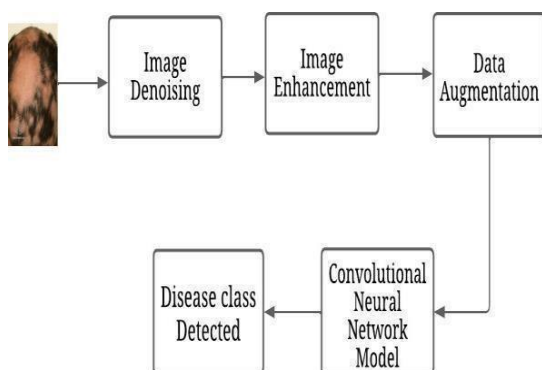 Image
Denoising
Image
Enhancement
Data
Augmentation
Convolutional
Neural
Network
Model
Disease class
Detected